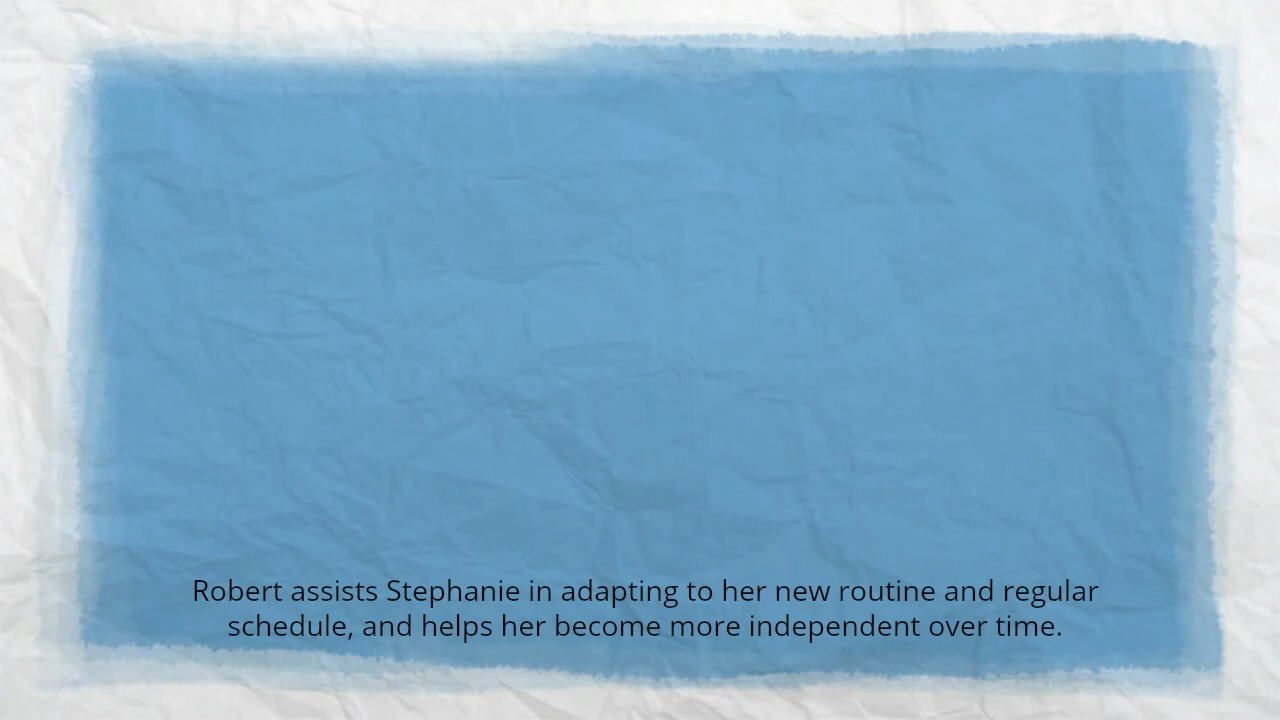 Robert assists Stephanie in adapting to her new routine and regular
schedule, and helps her become more independent over time.